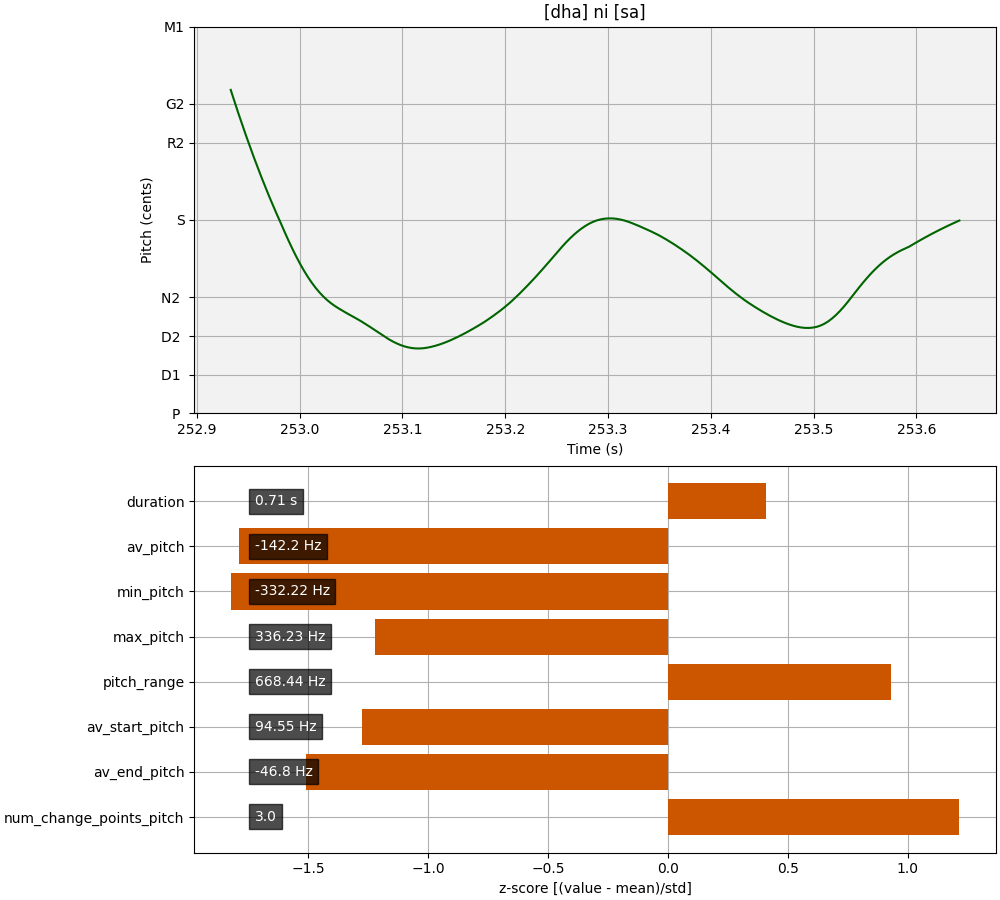 [dha] ni [sa]
Pitch (cents)
M1
G2
R2
S
N2
D2
D1
P
252.9 253.0 253.1 253.2 253.3 253.4 253.5 253.6
Time (s)
duration 0.71 s
av_pitch -142.2 Hz
min_pitch -332.22 Hz
max_pitch 336.23 Hz
pitch_range 668.44 Hz
av_start_pitch 94.55 Hz
av_end_pitch -46.8 Hz
num_change_points_pitch 3.0
−1.5 −1.0 −0.5 0.0 0.5 1.0
z-score [(value - mean)/std]